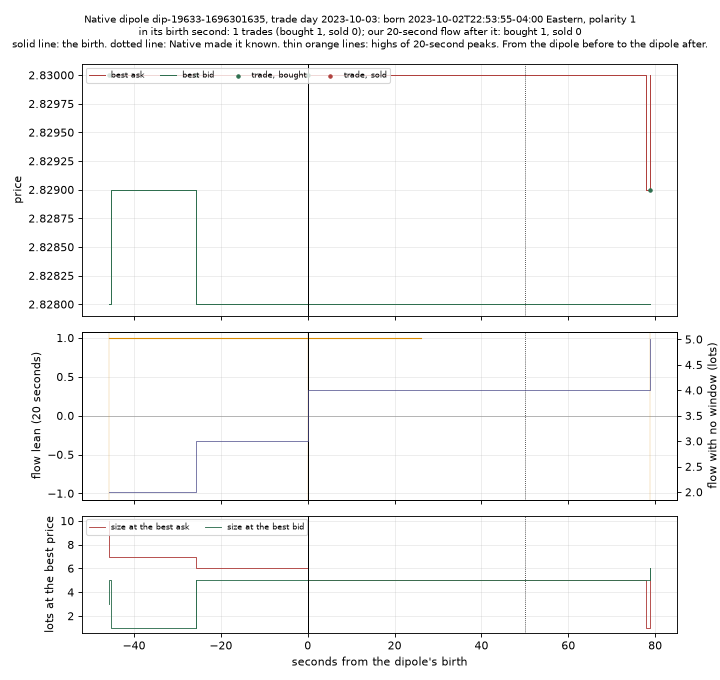 Native dipole dip-19633-1696301635, trade day 2023-10-03: born 2023-10-02T22:53:55-04:00 Eastern, polarity 1
in its birth second: 1 trades (bought 1, sold 0); our 20-second flow after it: bought 1, sold 0
solid line: the birth. dotted line: Native made it known. thin orange lines: highs of 20-second peaks. From the dipole before to the dipole after.
2.83000
best ask
best bid
trade, bought
trade, sold
2.82975
2.82950
2.82925
2.82900
2.82875
2.82850
2.82825
2.82800
price
1.0
0.5
0.0
−0.5
−1.0
flow lean (20 seconds)
5.0
4.5
4.0
3.5
3.0
2.5
2.0
flow with no window (lots)
10
8
6
4
2
lots at the best price
size at the best ask
size at the best bid
−40
−20
0
20
40
60
80
seconds from the dipole's birth